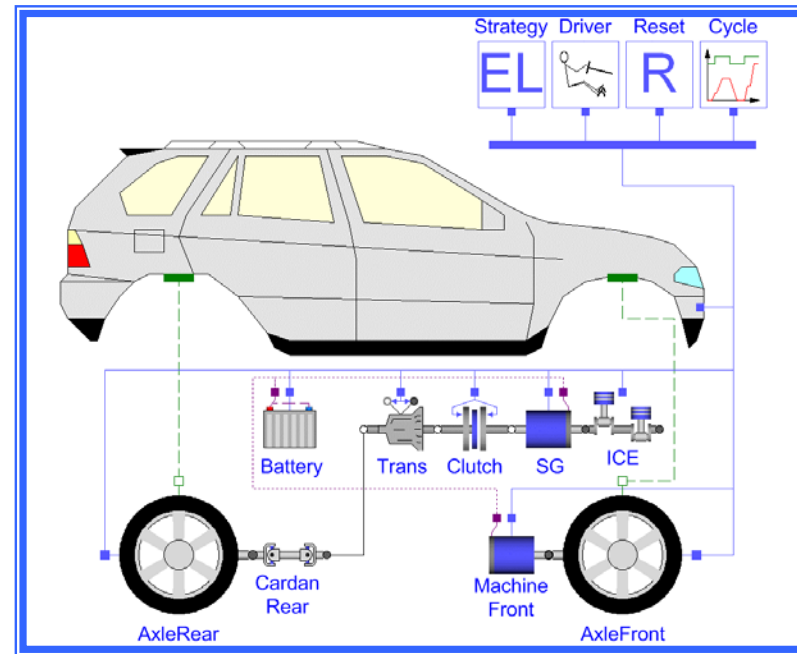 Strategy Driver Reset Cycle
EL R
Battery Trans Clutch SG ICE
Cardan
Rear
Machine
Front
AxleRear AxleFront